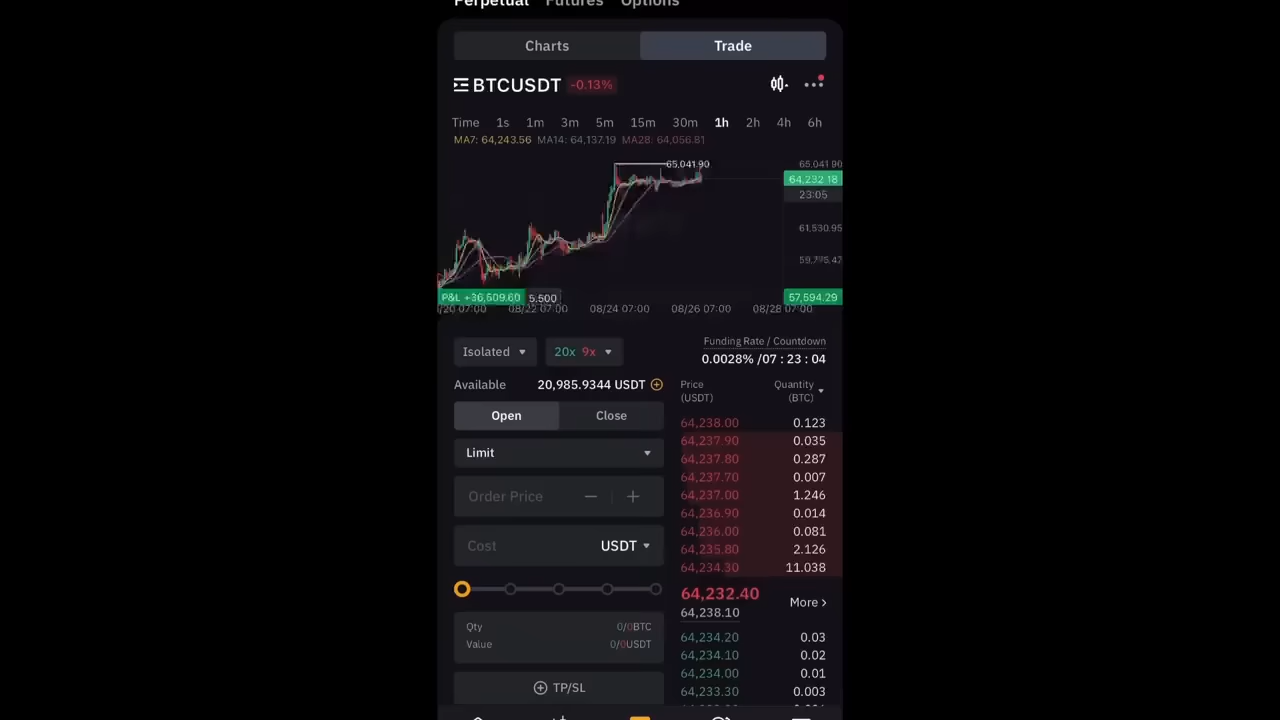 Perpetual Futures Options
Charts Trade
BTCUSDT -0.13%
Time 1s 1m 3m 5m 15m 30m 1h 2h 4h 6h
MA7: 64,243.56 MA14: 64,137.19 MA28: 64,056.81
65,041.90 65,041.90
64,232.18
23:05
61,530.95
P&L +36,509.60 5.500 57,594.29
08/22 07:00 08/24 07:00 08/26 07:00 08/28 07:00
Isolated 20x 9x
Funding Rate / Countdown
0.0028% /07 : 23 : 04
Available 20,985.9344 USDT
Open Close
Limit
Order Price
Cost USDT
Qty 0/0BTC
Value 0/0USDT
TP/SL
Price Quantity
(USDT) (BTC)
64,238.00 0.123
64,237.90 0.035
64,237.80 0.287
64,237.70 0.007
64,237.00 1.246
64,236.90 0.014
64,236.00 0.081
64,235.80 2.126
64,234.30 11.038
64,232.40
64,238.10
More
64,234.20 0.03
64,234.10 0.02
64,234.00 0.01
64,233.30 0.003